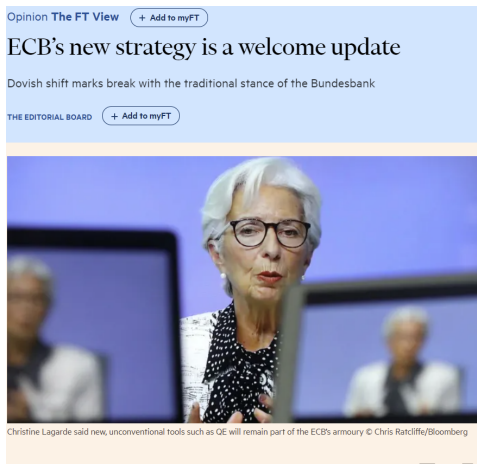 Opinion The FT View + Add to myFT
ECB's new strategy is a welcome update
Dovish shift marks break with the traditional stance of the Bundesbank
THE EDITORIAL BOARD + Add to myFT
Christine Lagarde said new, unconventional tools such as QE will remain part of the ECB's armoury © Chris Ratcliffe/Bloomberg